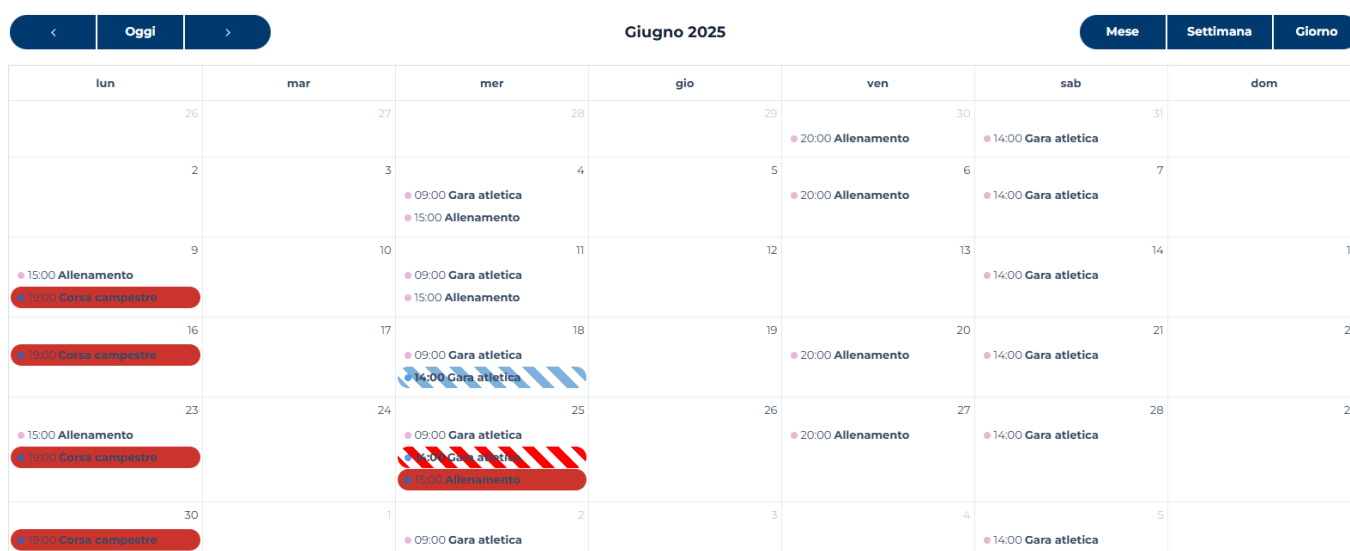 < Oggi > Giugno 2025 Mese Settimana Giorno
lun mar mer gio ven sab dom
26 27 28 29 30 31
20:00 Allenamento 14:00 Gara atletica
2 3 4 5 6 7
09:00 Gara atletica 20:00 Allenamento 14:00 Gara atletica
15:00 Allenamento
9 10 11 12 13 14 1
15:00 Allenamento 09:00 Gara atletica 14:00 Gara atletica
19:00 Corsa campestre 15:00 Allenamento
16 17 18 19 20 21 2
19:00 Corsa campestre 09:00 Gara atletica 20:00 Allenamento 14:00 Gara atletica
14:00 Gara atletica
23 24 25 26 27 28 2
15:00 Allenamento 09:00 Gara atletica 20:00 Allenamento 14:00 Gara atletica
19:00 Corsa campestre 14:00 Gara atletica
15:00 Allenamento
30 1 2 3 4 5
19:00 Corsa campestre 09:00 Gara atletica 14:00 Gara atletica